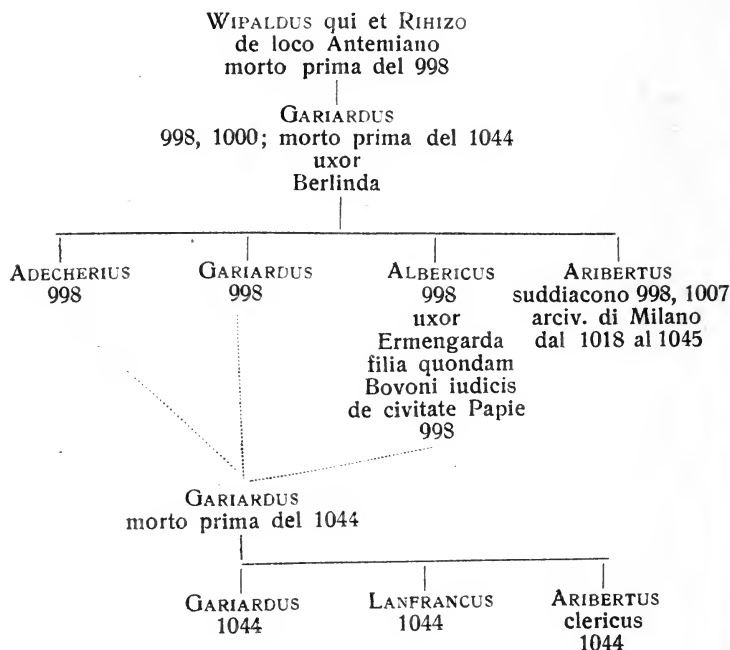 WIPALDUS qui et RIHIZO
de loco Antemiano
morto prima del 998
GARIARDUS
998, 1000; morto prima del 1044
uxor
Berlinda
ADECHERIUS
998
GARIARDUS
998
ALBERICUS
998
uxor
Ermengarda
filia quondam
Bovoni iudicis
de civitate Papie
998
ARIBERTUS
suddiacono 998, 1007
arciv. di Milano
dal 1018 al 1045
GARIARDUS
morto prima del 1044
GARIARDUS
1044
LANFRANCUS
1044
ARIBERTUS
clericus
1044